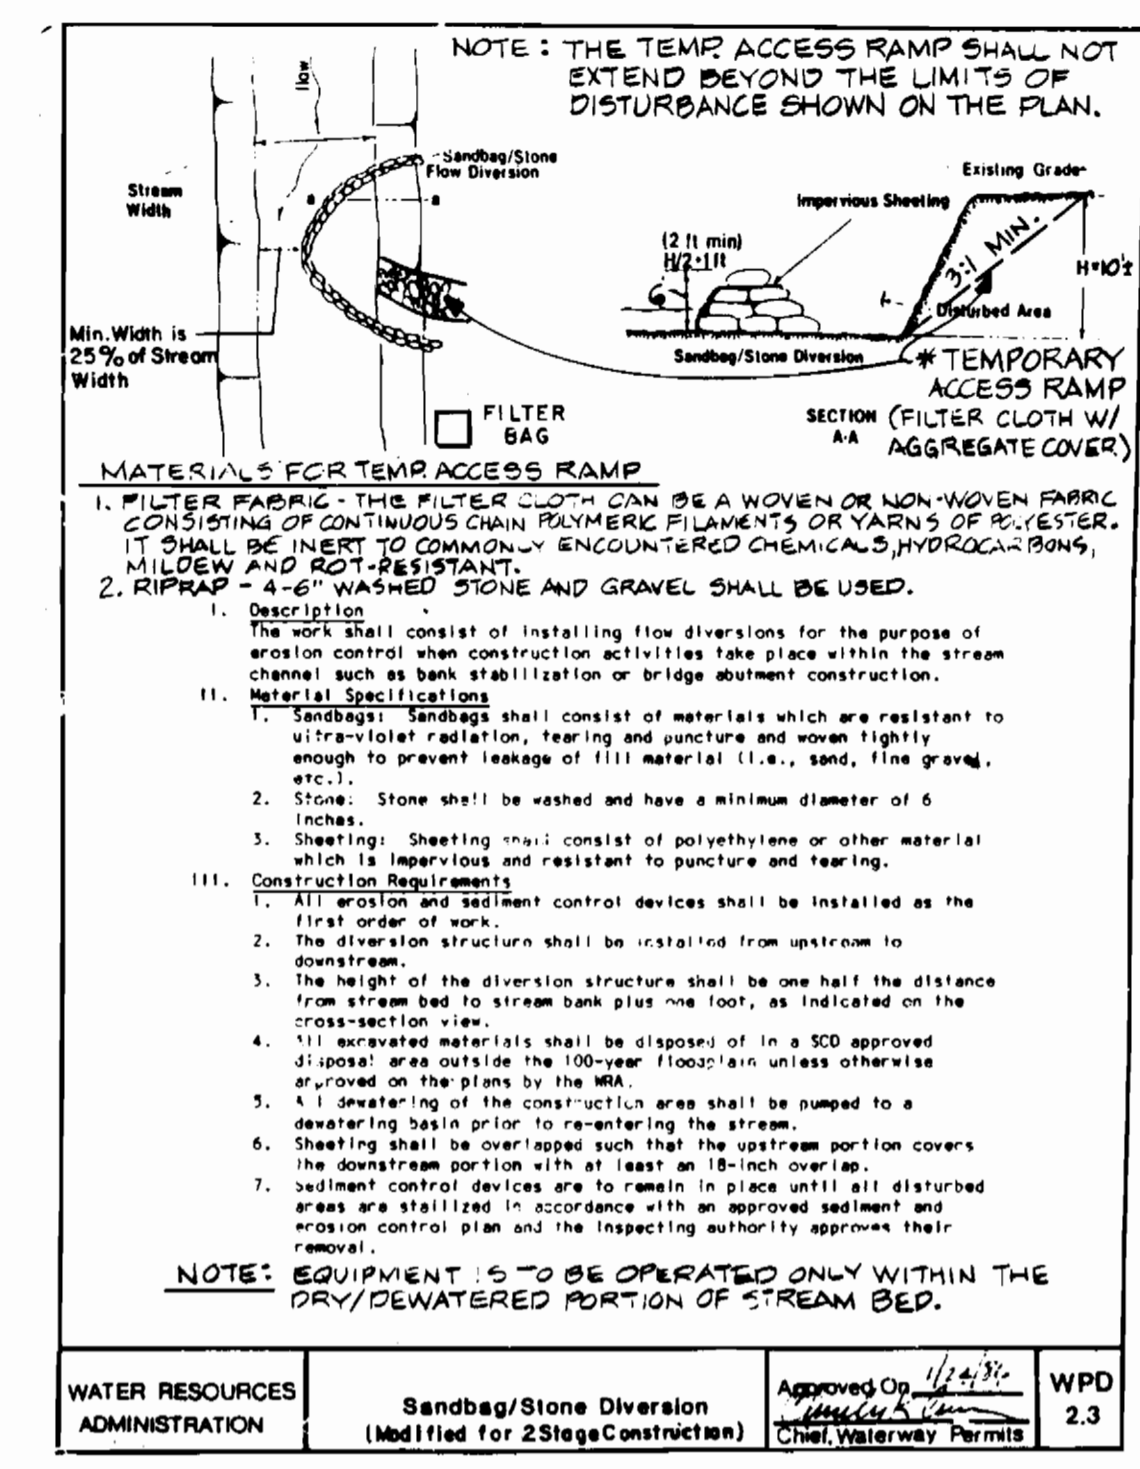 NOTE: THE TEMP. ACCESS RAMP SHALL NOT
EXTEND BEYOND THE LIMITS OF
DISTURBANCE SHOWN ON THE PLAN.
flow
Sandbag/Stone
Flow Diversion
Stream
Width
a
a
Min. Width is
25% of Stream
Width
FILTER
BAG
Existing Grade
Impervious Sheeting
(2 ft min)
H/2+1ft
3:1 MIN.
H=10'±
Disturbed Area
Sandbag/Stone Diversion
* TEMPORARY
ACCESS RAMP
SECTION
A-A
(FILTER CLOTH W/
AGGREGATE COVER)
MATERIALS FOR TEMP. ACCESS RAMP
1. FILTER FABRIC - THE FILTER CLOTH CAN BE A WOVEN OR NON-WOVEN FABRIC
CONSISTING OF CONTINUOUS CHAIN POLYMERIC FILAMENTS OR YARNS OF POLYESTER.
IT SHALL BE INERT TO COMMONLY ENCOUNTERED CHEMICALS, HYDROCARBONS,
MILDEW AND ROT-RESISTANT.
2. RIPRAP - 4-6" WASHED STONE AND GRAVEL SHALL BE USED.
I. Description
The work shall consist of installing flow diversions for the purpose of
erosion control when construction activities take place within the stream
channel such as bank stabilization or bridge abutment construction.
II. Material Specifications
1. Sandbags: Sandbags shall consist of materials which are resistant to
ultra-violet radiation, tearing and puncture and woven tightly
enough to prevent leakage of fill material (i.e., sand, fine gravel,
etc.).
2. Stone: Stone shall be washed and have a minimum diameter of 6
inches.
3. Sheeting: Sheeting shall consist of polyethylene or other material
which is impervious and resistant to puncture and tearing.
III. Construction Requirements
1. All erosion and sediment control devices shall be installed as the
first order of work.
2. The diversion structure shall be installed from upstream to
downstream.
3. The height of the diversion structure shall be one half the distance
from stream bed to stream bank plus one foot, as indicated on the
cross-section view.
4. All excavated materials shall be disposed of in a SCD approved
disposal area outside the 100-year floodplain unless otherwise
approved on the plans by the WRA.
5. All dewatering of the construction area shall be pumped to a
dewatering basin prior to re-entering the stream.
6. Sheeting shall be overlapped such that the upstream portion covers
the downstream portion with at least an 18-inch overlap.
7. Sediment control devices are to remain in place until all disturbed
areas are stailized in accordance with an approved sediment and
erosion control plan and the inspecting authority approves their
removal.
NOTE: EQUIPMENT IS TO BE OPERATED ONLY WITHIN THE
DRY/DEWATERED PORTION OF STREAM BED.
WATER RESOURCES
ADMINISTRATION
Sandbag/Stone Diversion
(Modified for 2 Stage Construction)
Approved On 1/24/86
Chief, Waterway Permits
WPD
2.3